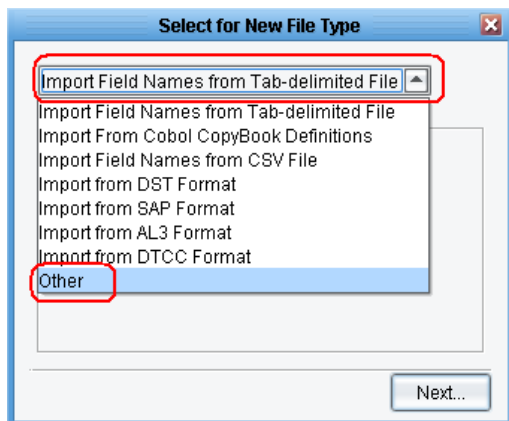 Select for New File Type
Import Field Names from Tab-delimited File
Import Field Names from Tab-delimited File
Import From Cobol CopyBook Definitions
Import Field Names from CSV File
Import from DST Format
Import from SAP Format
Import from AL3 Format
Import from DTCC Format
Other
Next...